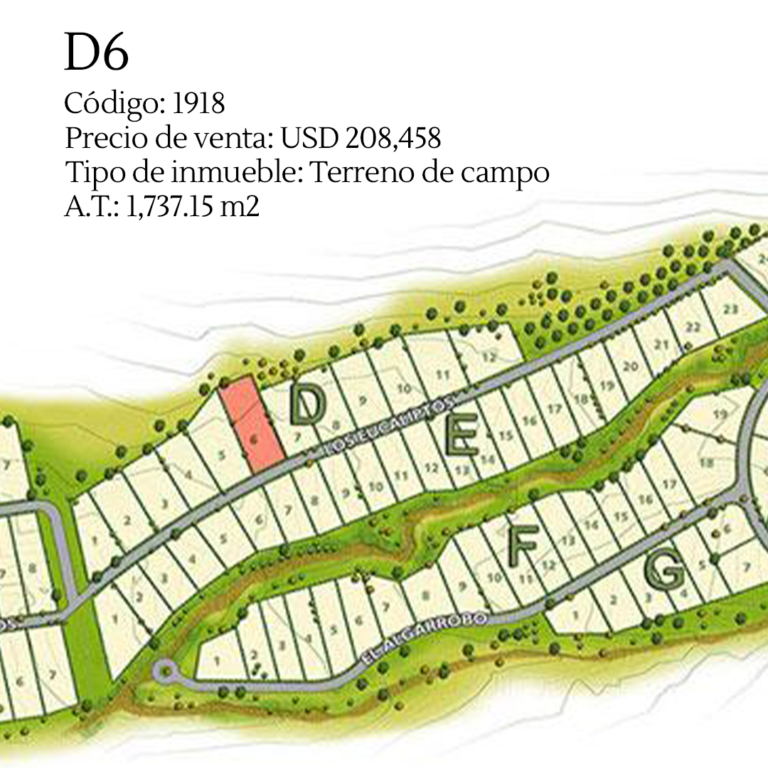 D6
Código: 1918
Precio de venta: USD 208,458
Tipo de inmueble: Terreno de campo
A.T.: 1,737.15 m2
D
1 2 3 4 5 6 7 8 9 10 11 12
LOS EUCALIPTOS
E
1 2 3 4 5 6 7 8 9 10 11 12 13 14 15 16 17 18 19 20 21 22 23
F
1 2 3 4 5 6 7 8 9 10 11 12 13 14 15 16 17 18 19
EL ALGARROBO
G
1 2 3 4 5 6 7
7
7 8
OS
6 7